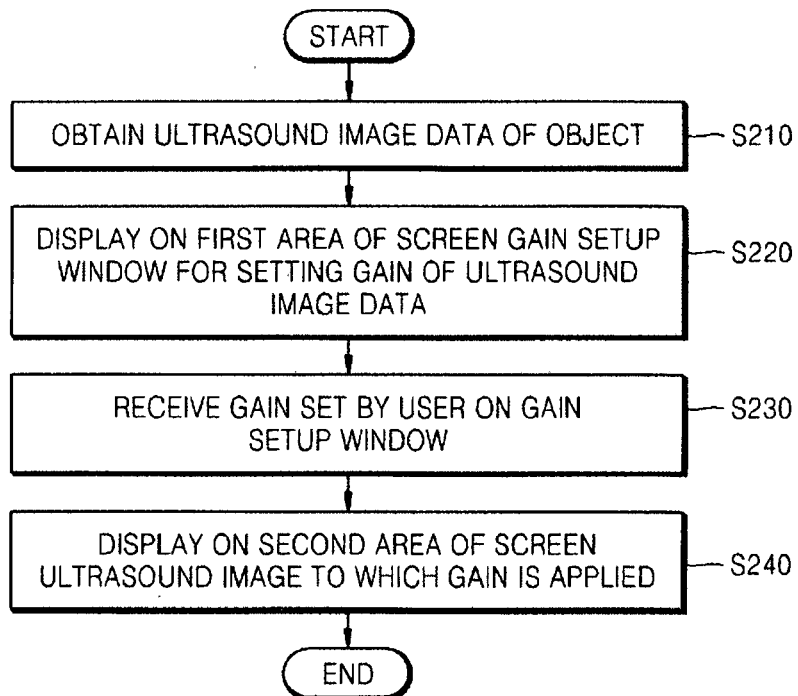 START
OBTAIN ULTRASOUND IMAGE DATA OF OBJECT
S210
DISPLAY ON FIRST AREA OF SCREEN GAIN SETUP
WINDOW FOR SETTING GAIN OF ULTRASOUND
IMAGE DATA
S220
RECEIVE GAIN SET BY USER ON GAIN
SETUP WINDOW
S230
DISPLAY ON SECOND AREA OF SCREEN
ULTRASOUND IMAGE TO WHICH GAIN IS APPLIED
S240
END